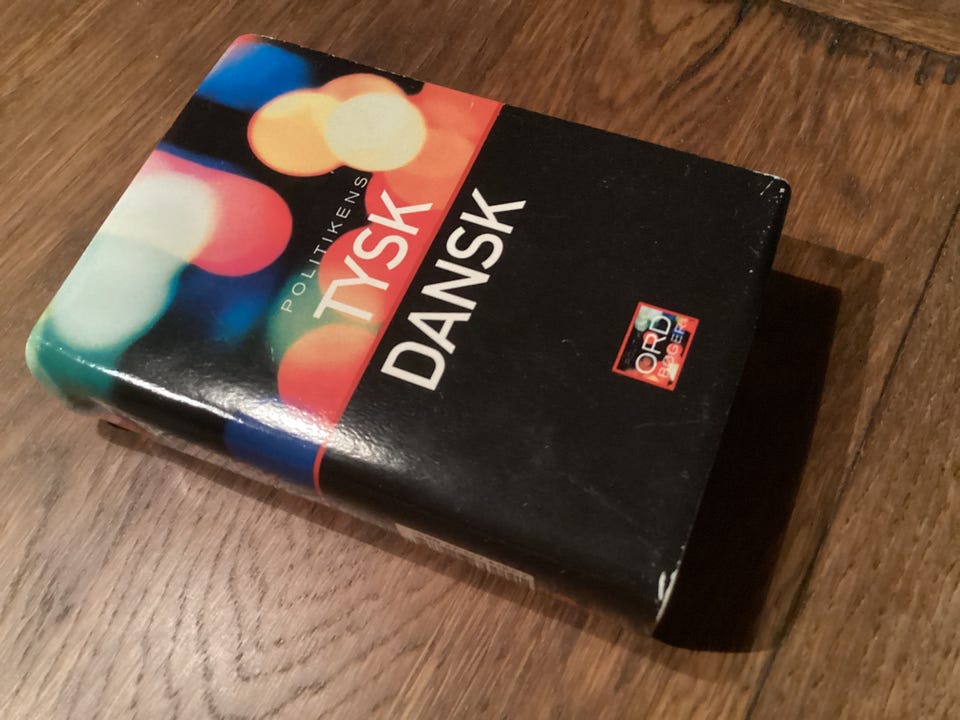 POLITIKENS
TYSK
DANSK
ORD
BØGER